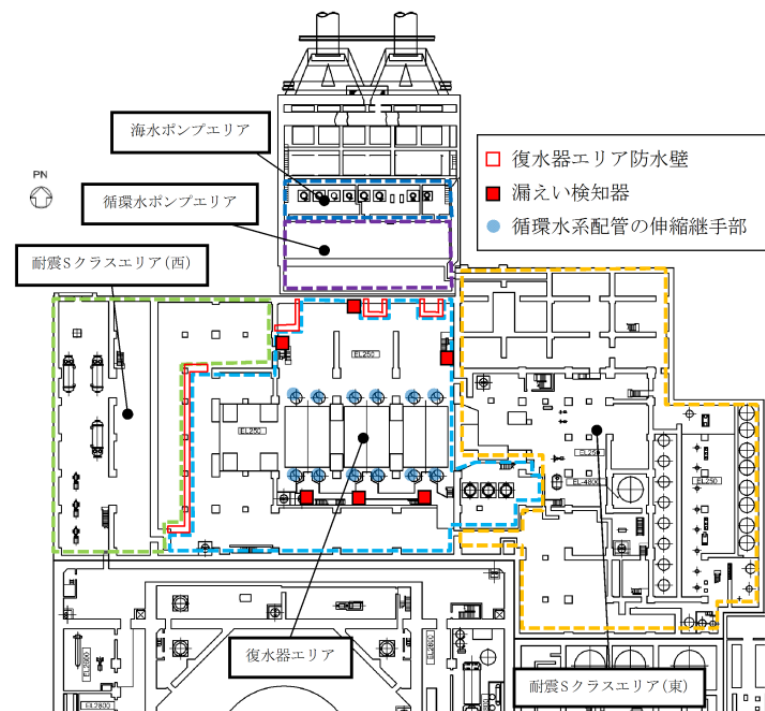 海水ポンプエリア
復水器エリア防水壁
漏えい検知器
循環水系配管の伸縮継手部
PN
循環水ポンプエリア
耐震Sクラスエリア(西)
EL250
EL250
EL250
EL-4800
EL250
復水器エリア
耐震Sクラスエリア(東)